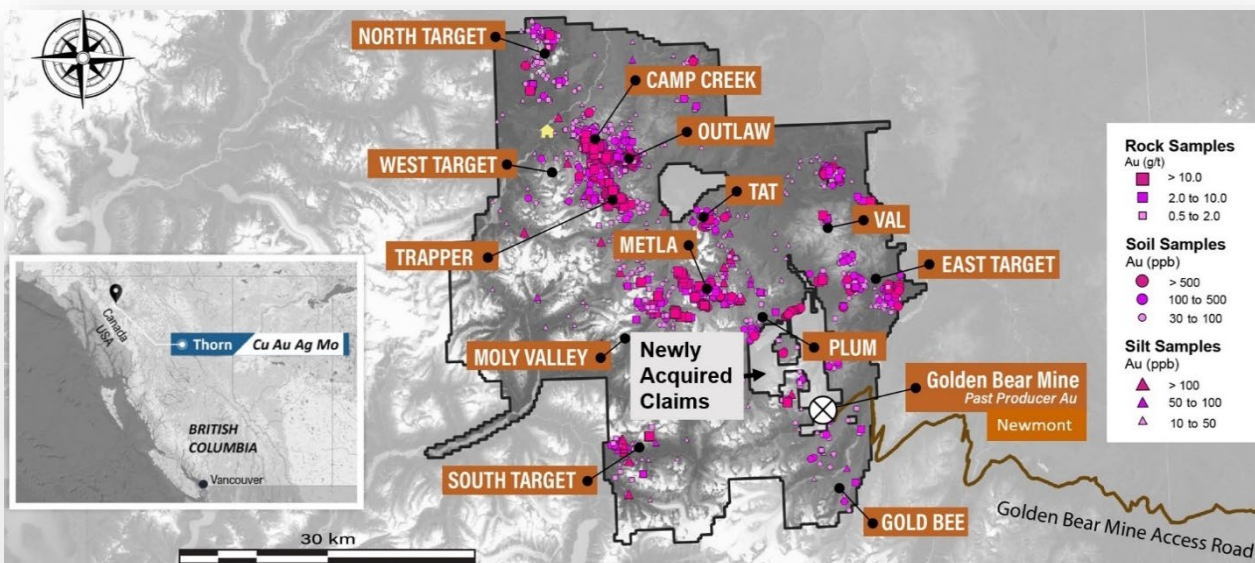 NORTH TARGET
CAMP CREEK
OUTLAW
WEST TARGET
TAT
VAL
TRAPPER
METLA
EAST TARGET
MOLY VALLEY
PLUM
Newly
Acquired
Claims
Golden Bear Mine
Past Producer Au
Newmont
SOUTH TARGET
GOLD BEE
Golden Bear Mine Access Road
30 km
Rock Samples
Au (g/t)
> 10.0
2.0 to 10.0
0.5 to 2.0
Soil Samples
Au (ppb)
> 500
100 to 500
30 to 100
Silt Samples
Au (ppb)
> 100
50 to 100
10 to 50
Canada
USA
Thorn Cu Au Ag Mo
BRITISH
COLUMBIA
Vancouver